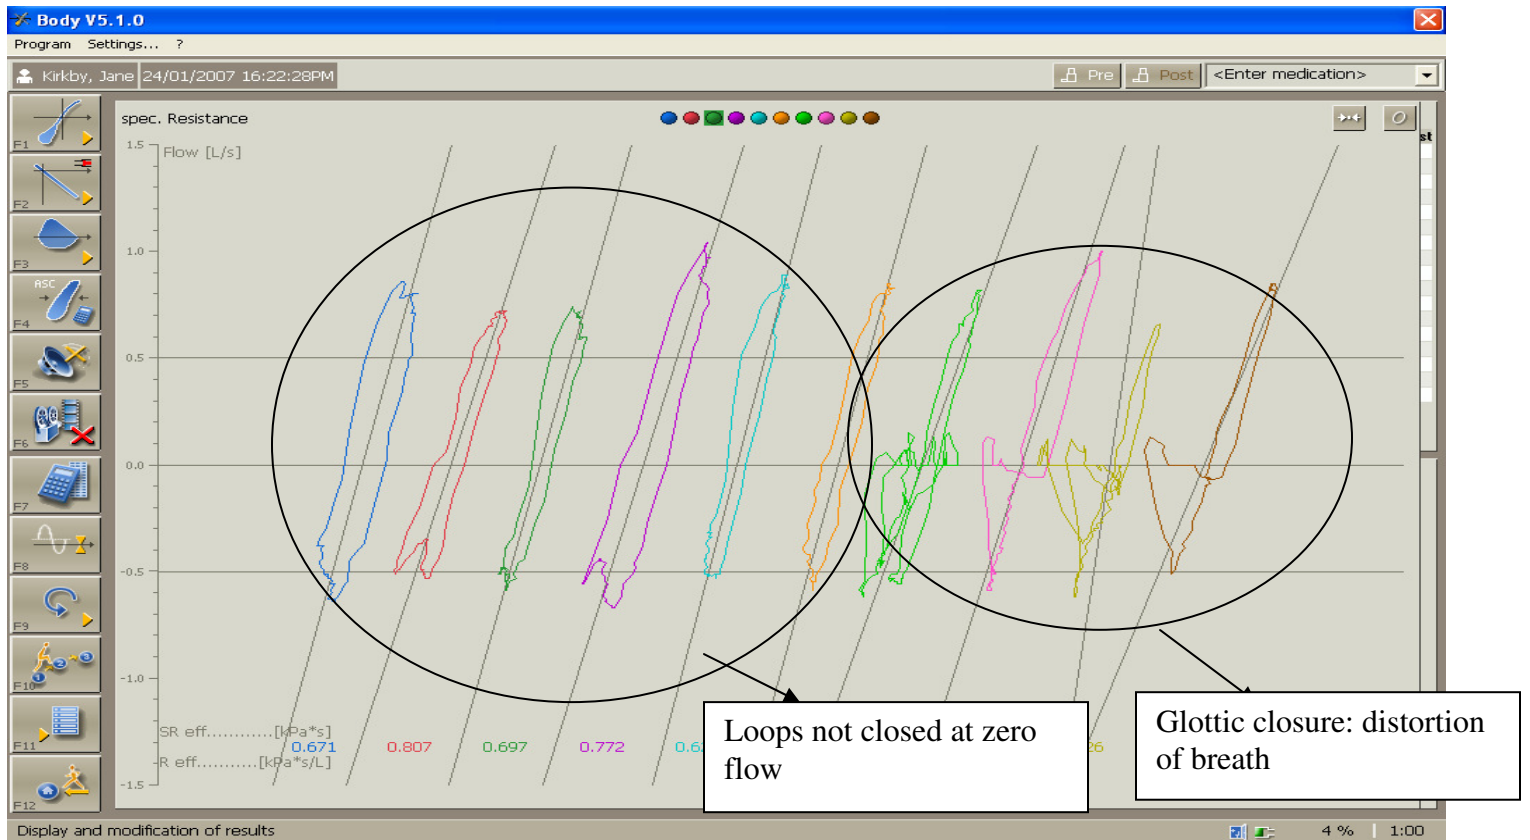 Body V5.1.0
Program Settings... ?
Kirkby, Jane 24/01/2007 16:22:28PM Pre Post <Enter medication>
spec. Resistance
st
F1
F2
F3
ASC
F4
F5
F6
F7
F8
F9
F10
F11
F12
1.5
Flow [L/s]
1.0
0.5
0.0
-0.5
-1.0
-1.5
SR eff...........[kPa*s]
0.671 0.807 0.697 0.772
R eff..........[kPa*s/L]
Loops not closed at zero
flow
Glottic closure: distortion
of breath
Display and modification of results 4 % 1:00